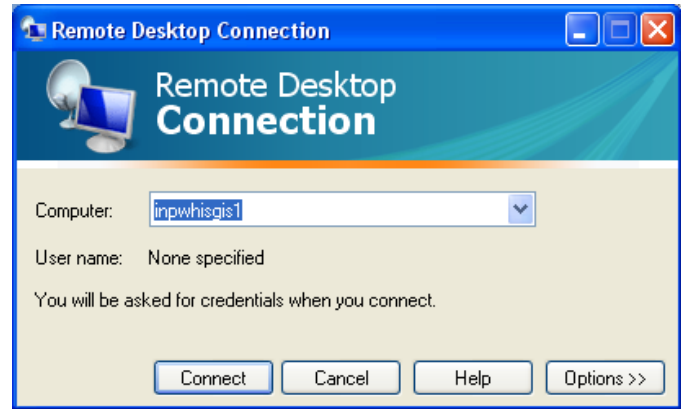 Remote Desktop Connection
Remote Desktop
Connection
Computer: inpwhisgis1
User name: None specified
You will be asked for credentials when you connect.
Connect Cancel Help Options >>